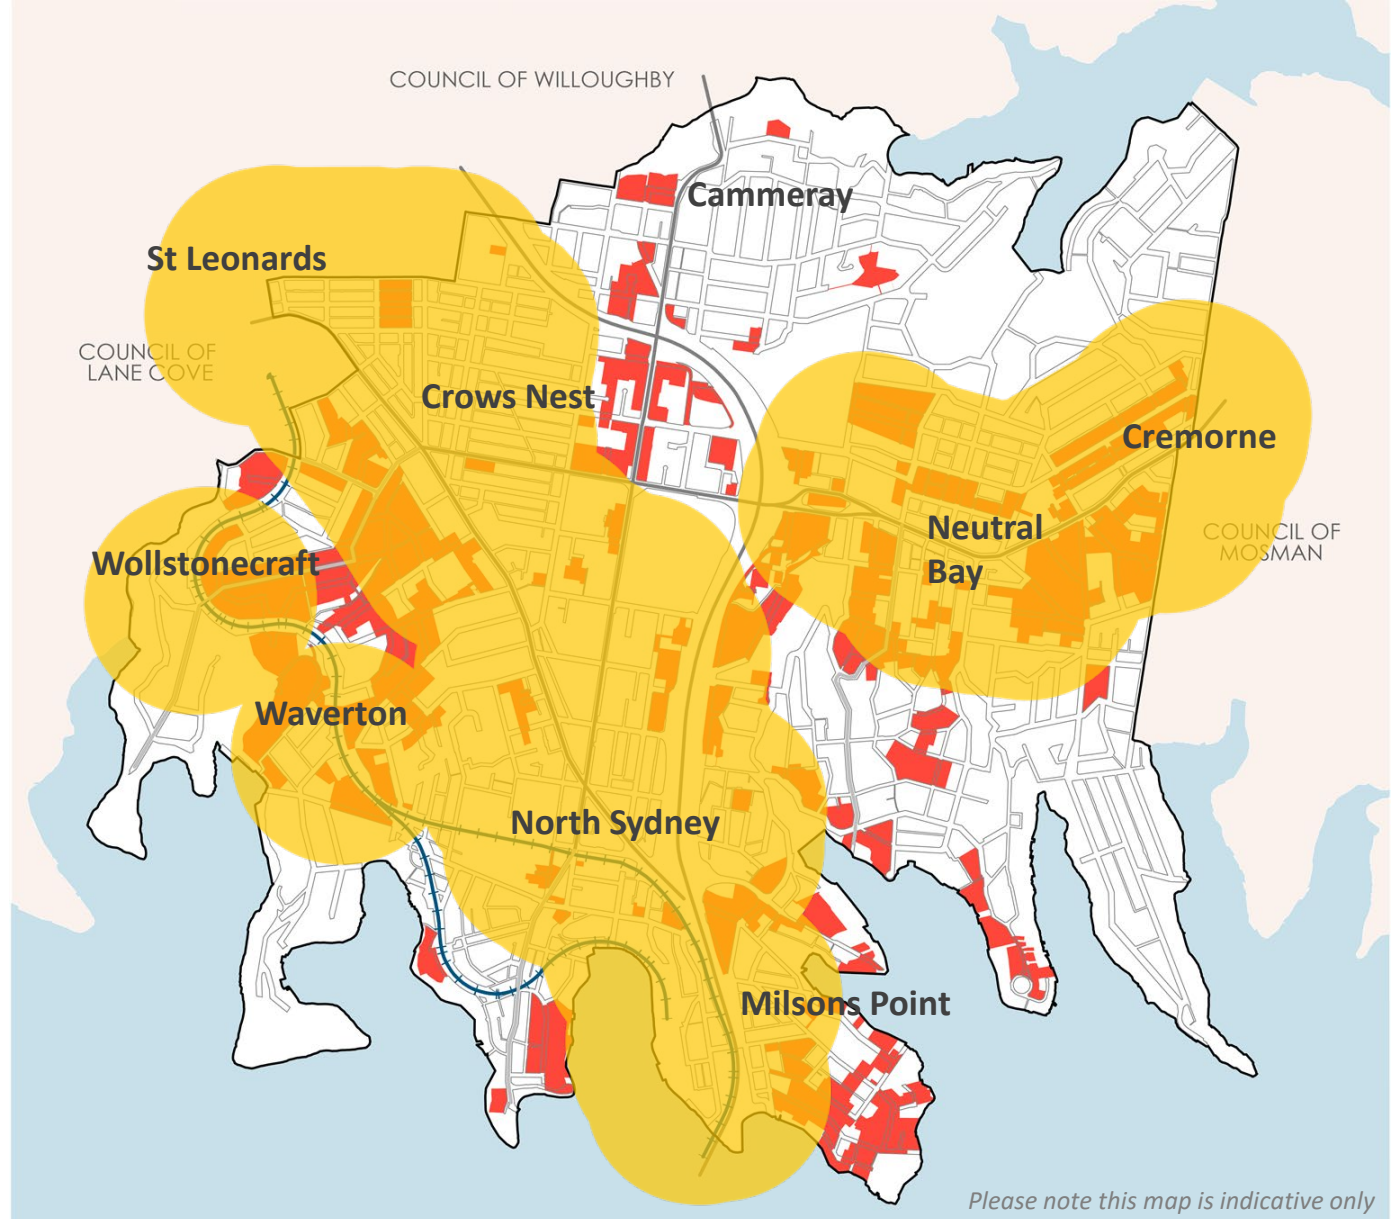 COUNCIL OF WILLOUGHBY
Cammeray
St Leonards
COUNCIL OF
LANE COVE
Crows Nest
Cremorne
Neutral
Bay
COUNCIL OF
MOSMAN
Wollstonecraft
Waverton
North Sydney
Milsons Point
Please note this map is indicative only